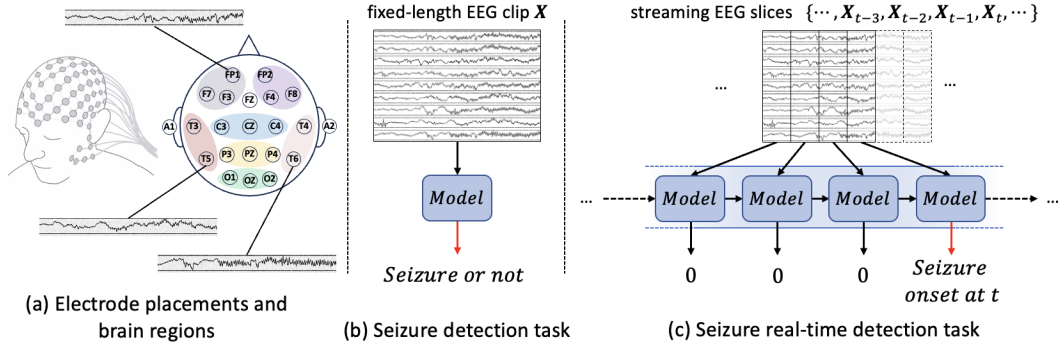 fixed-length EEG clip X
streaming EEG slices {⋯, X_{t−3}, X_{t−2}, X_{t−1}, X_t, ⋯}
FP1 FP2
F7 F3 FZ F4 F8
A1 T3 C3 CZ C4 T4 A2
T5 P3 PZ P4 T6
O1 OZ O2
... ...
Model
... Model Model Model Model ...
Seizure or not
0 0 0 Seizure
onset at t
(a) Electrode placements and
brain regions
(b) Seizure detection task
(c) Seizure real-time detection task